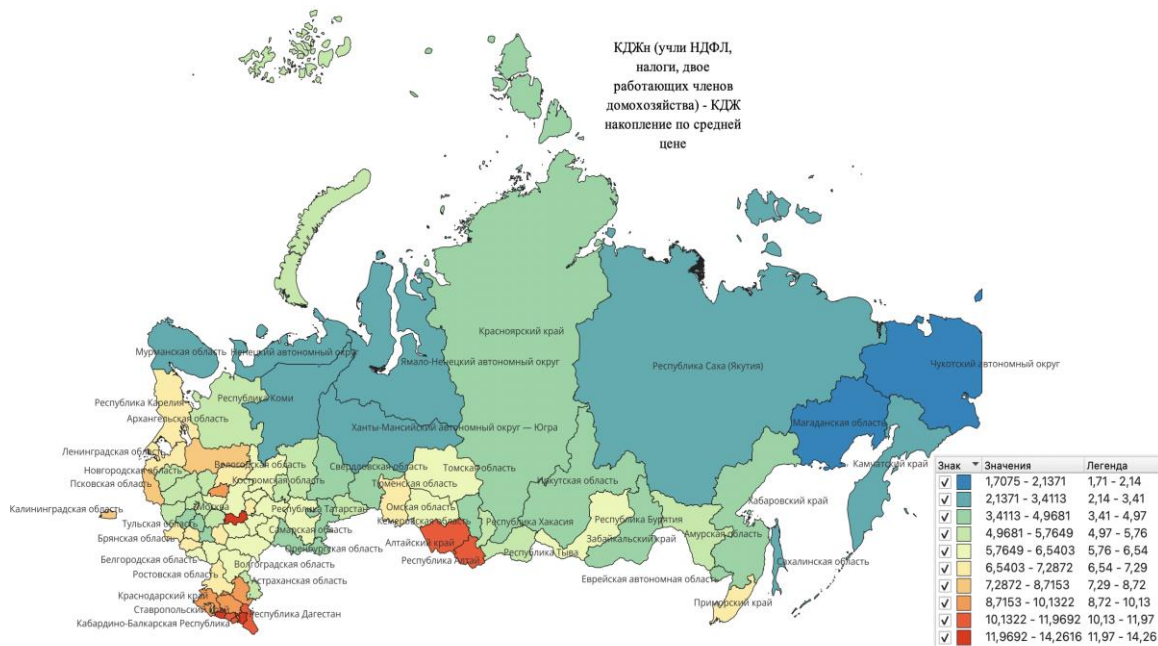 КДЖн (учли НДФЛ,
налоги, двое
работающих членов
домохозяйства) - КДЖ
накопление по средней
цене
Красноярский край
Мурманская область
Ненецкий автономный округ
Ямало-Ненецкий автономный округ
Республика Саха (Якутия)
Чукотский автономный округ
Республика Карелия
Республика Коми
Архангельская область
Магаданская область
Ханты-Мансийский автономный округ — Югра
Ленинградская область
Вологодская область
Свердловская область
Томская область
Камчатский край
Новгородская область
Костромская область
Тюменская область
Иркутская область
Псковская область
Хабаровский край
Москва
Республика Татарстан
Омская область
Калининградская область
Кемеровская область
Республика Хакасия
Республика Бурятия
Тульская область
Самарская область
Амурская область
Брянская область
Алтайский край
Забайкальский край
Оренбургская область
Республика Алтай
Республика Тыва
Сахалинская область
Белгородская область
Волгоградская область
Ростовская область
Астраханская область
Еврейская автономная область
Краснодарский край
Приморский край
Ставропольский край
Республика Дагестан
Кабардино-Балкарская Республика
Знак Значения Легенда
1,7075 - 2,1371 1,71 - 2,14
2,1371 - 3,4113 2,14 - 3,41
3,4113 - 4,9681 3,41 - 4,97
4,9681 - 5,7649 4,97 - 5,76
5,7649 - 6,5403 5,76 - 6,54
6,5403 - 7,2872 6,54 - 7,29
7,2872 - 8,7153 7,29 - 8,72
8,7153 - 10,1322 8,72 - 10,13
10,1322 - 11,9692 10,13 - 11,97
11,9692 - 14,2616 11,97 - 14,26